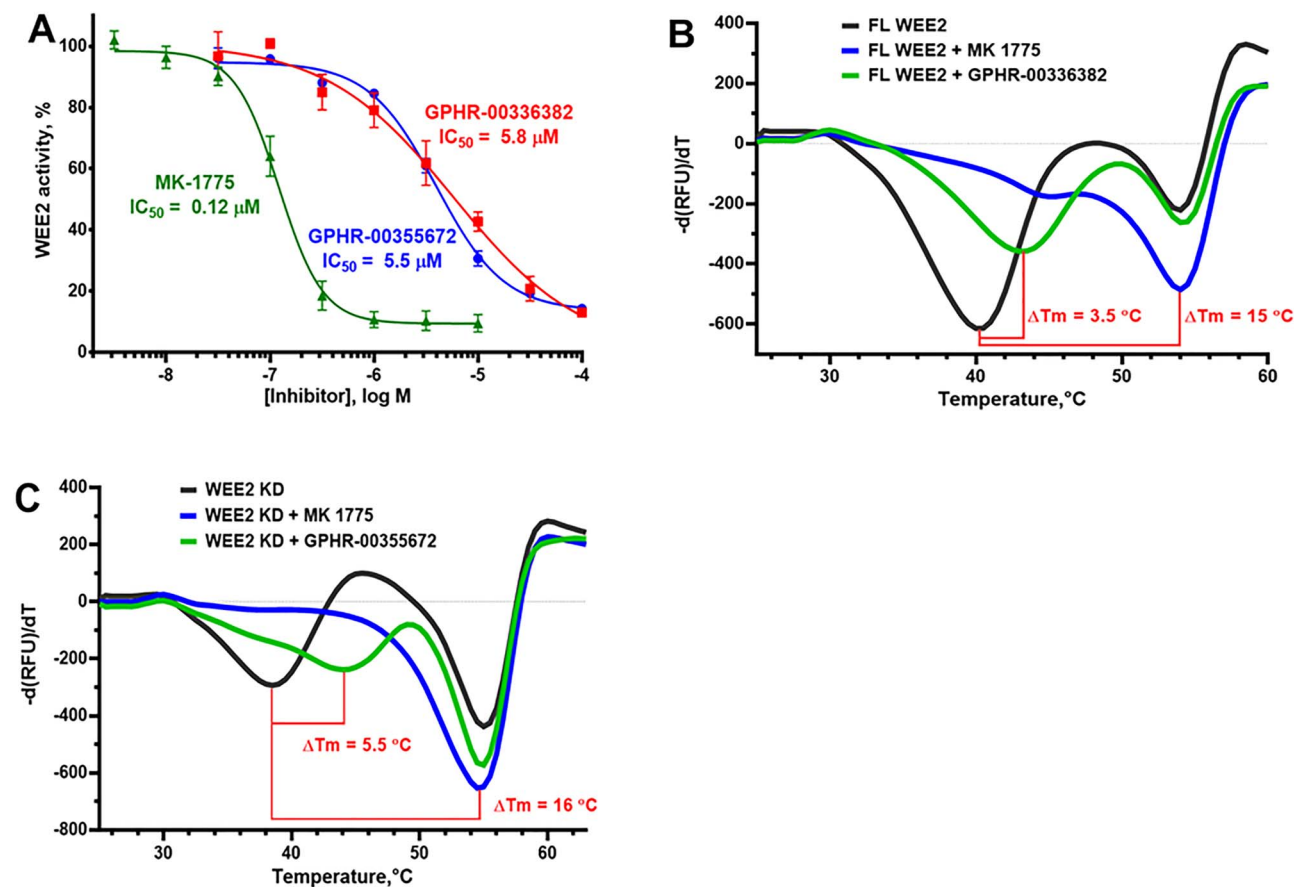 A
WEE2 activity, %
100
80
60
40
20
0
GPHR-00336382
IC50 = 5.8 μM
MK-1775
IC50 = 0.12 μM
GPHR-00355672
IC50 = 5.5 μM
-8
-7
-6
-5
-4
[Inhibitor], log M
B
FL WEE2
FL WEE2 + MK 1775
FL WEE2 + GPHR-00336382
-d(RFU)/dT
400
200
0
-200
-400
-600
ΔTm = 3.5 °C
ΔTm = 15 °C
30
40
50
60
Temperature,°C
C
WEE2 KD
WEE2 KD + MK 1775
WEE2 KD + GPHR-00355672
-d(RFU)/dT
400
200
0
-200
-400
-600
-800
ΔTm = 5.5 °C
ΔTm = 16 °C
30
40
50
60
Temperature,°C